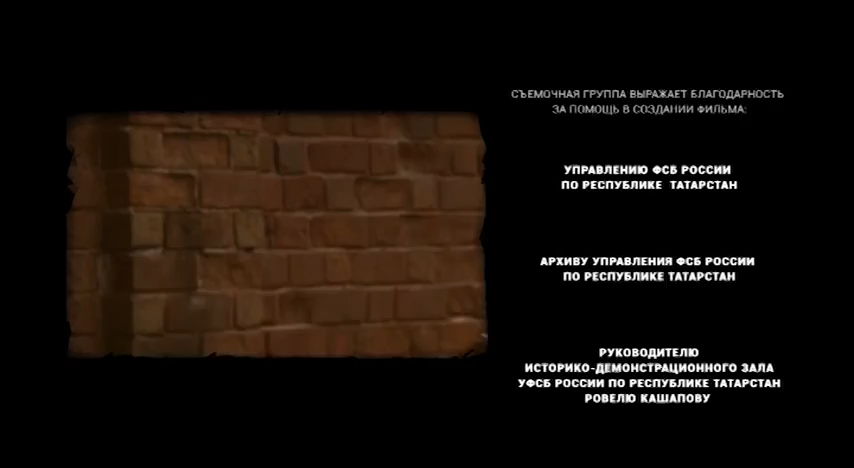 СЪЕМОЧНАЯ ГРУППА ВЫРАЖАЕТ БЛАГОДАРНОСТЬ
ЗА ПОМОЩЬ В СОЗДАНИИ ФИЛЬМА:
УПРАВЛЕНИЮ ФСБ РОССИИ
ПО РЕСПУБЛИКЕ ТАТАРСТАН
АРХИВУ УПРАВЛЕНИЯ ФСБ РОССИИ
ПО РЕСПУБЛИКЕ ТАТАРСТАН
РУКОВОДИТЕЛЮ
ИСТОРИКО-ДЕМОНСТРАЦИОННОГО ЗАЛА
УФСБ РОССИИ ПО РЕСПУБЛИКЕ ТАТАРСТАН
РОВЕЛЮ КАШАПОВУ